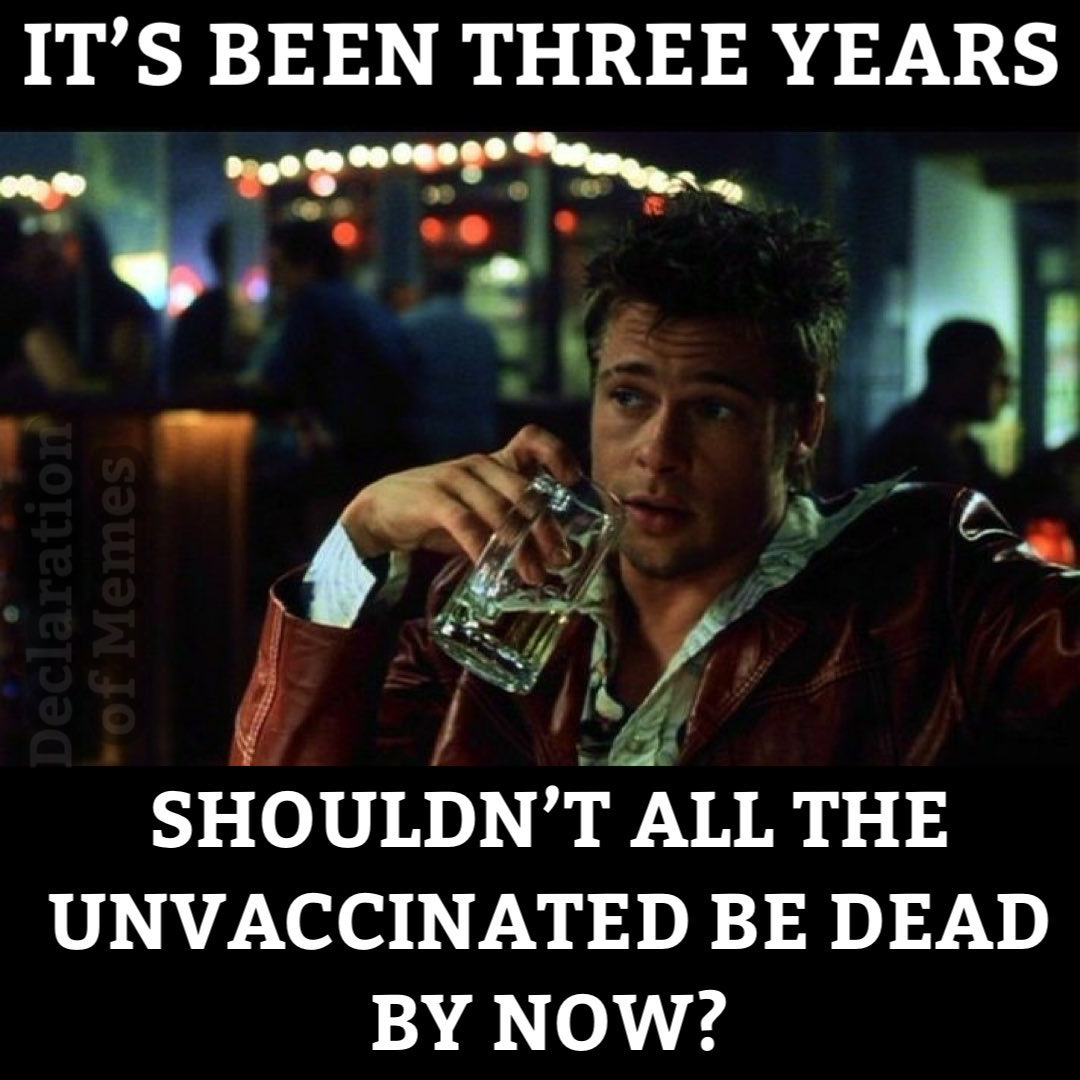 IT’S BEEN THREE YEARS
Declaration
of Memes
SHOULDN’T ALL THE
UNVACCINATED BE DEAD
BY NOW?